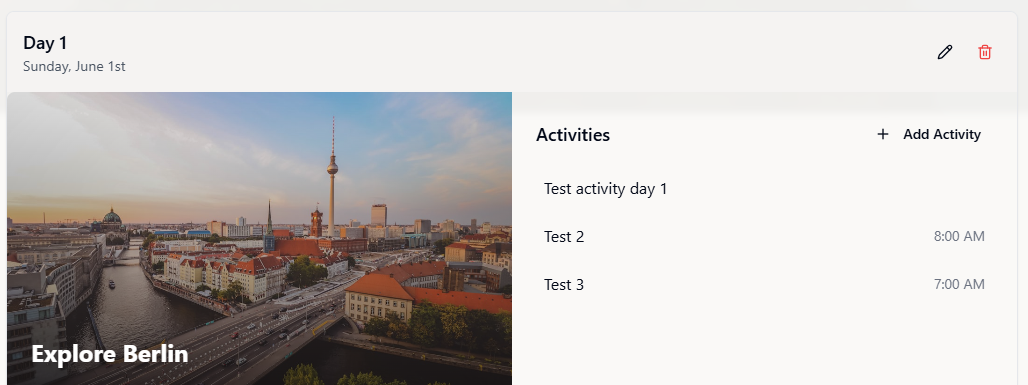 Day 1
Sunday, June 1st
Explore Berlin
Activities
Add Activity
Test activity day 1
Test 2 8:00 AM
Test 3 7:00 AM